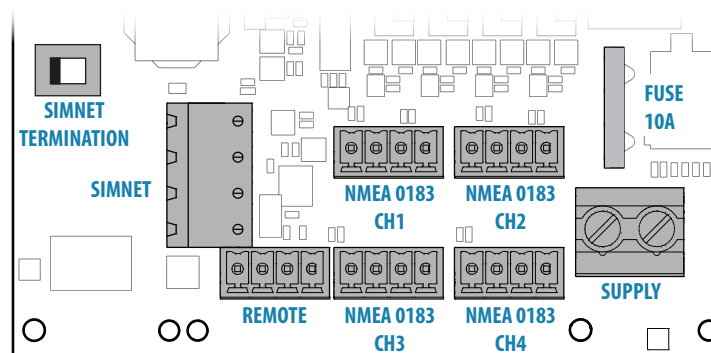 SIMNET
TERMINATION
FUSE
10A
SIMNET
NMEA 0183
CH1
NMEA 0183
CH2
SUPPLY
REMOTE
NMEA 0183
CH3
NMEA 0183
CH4